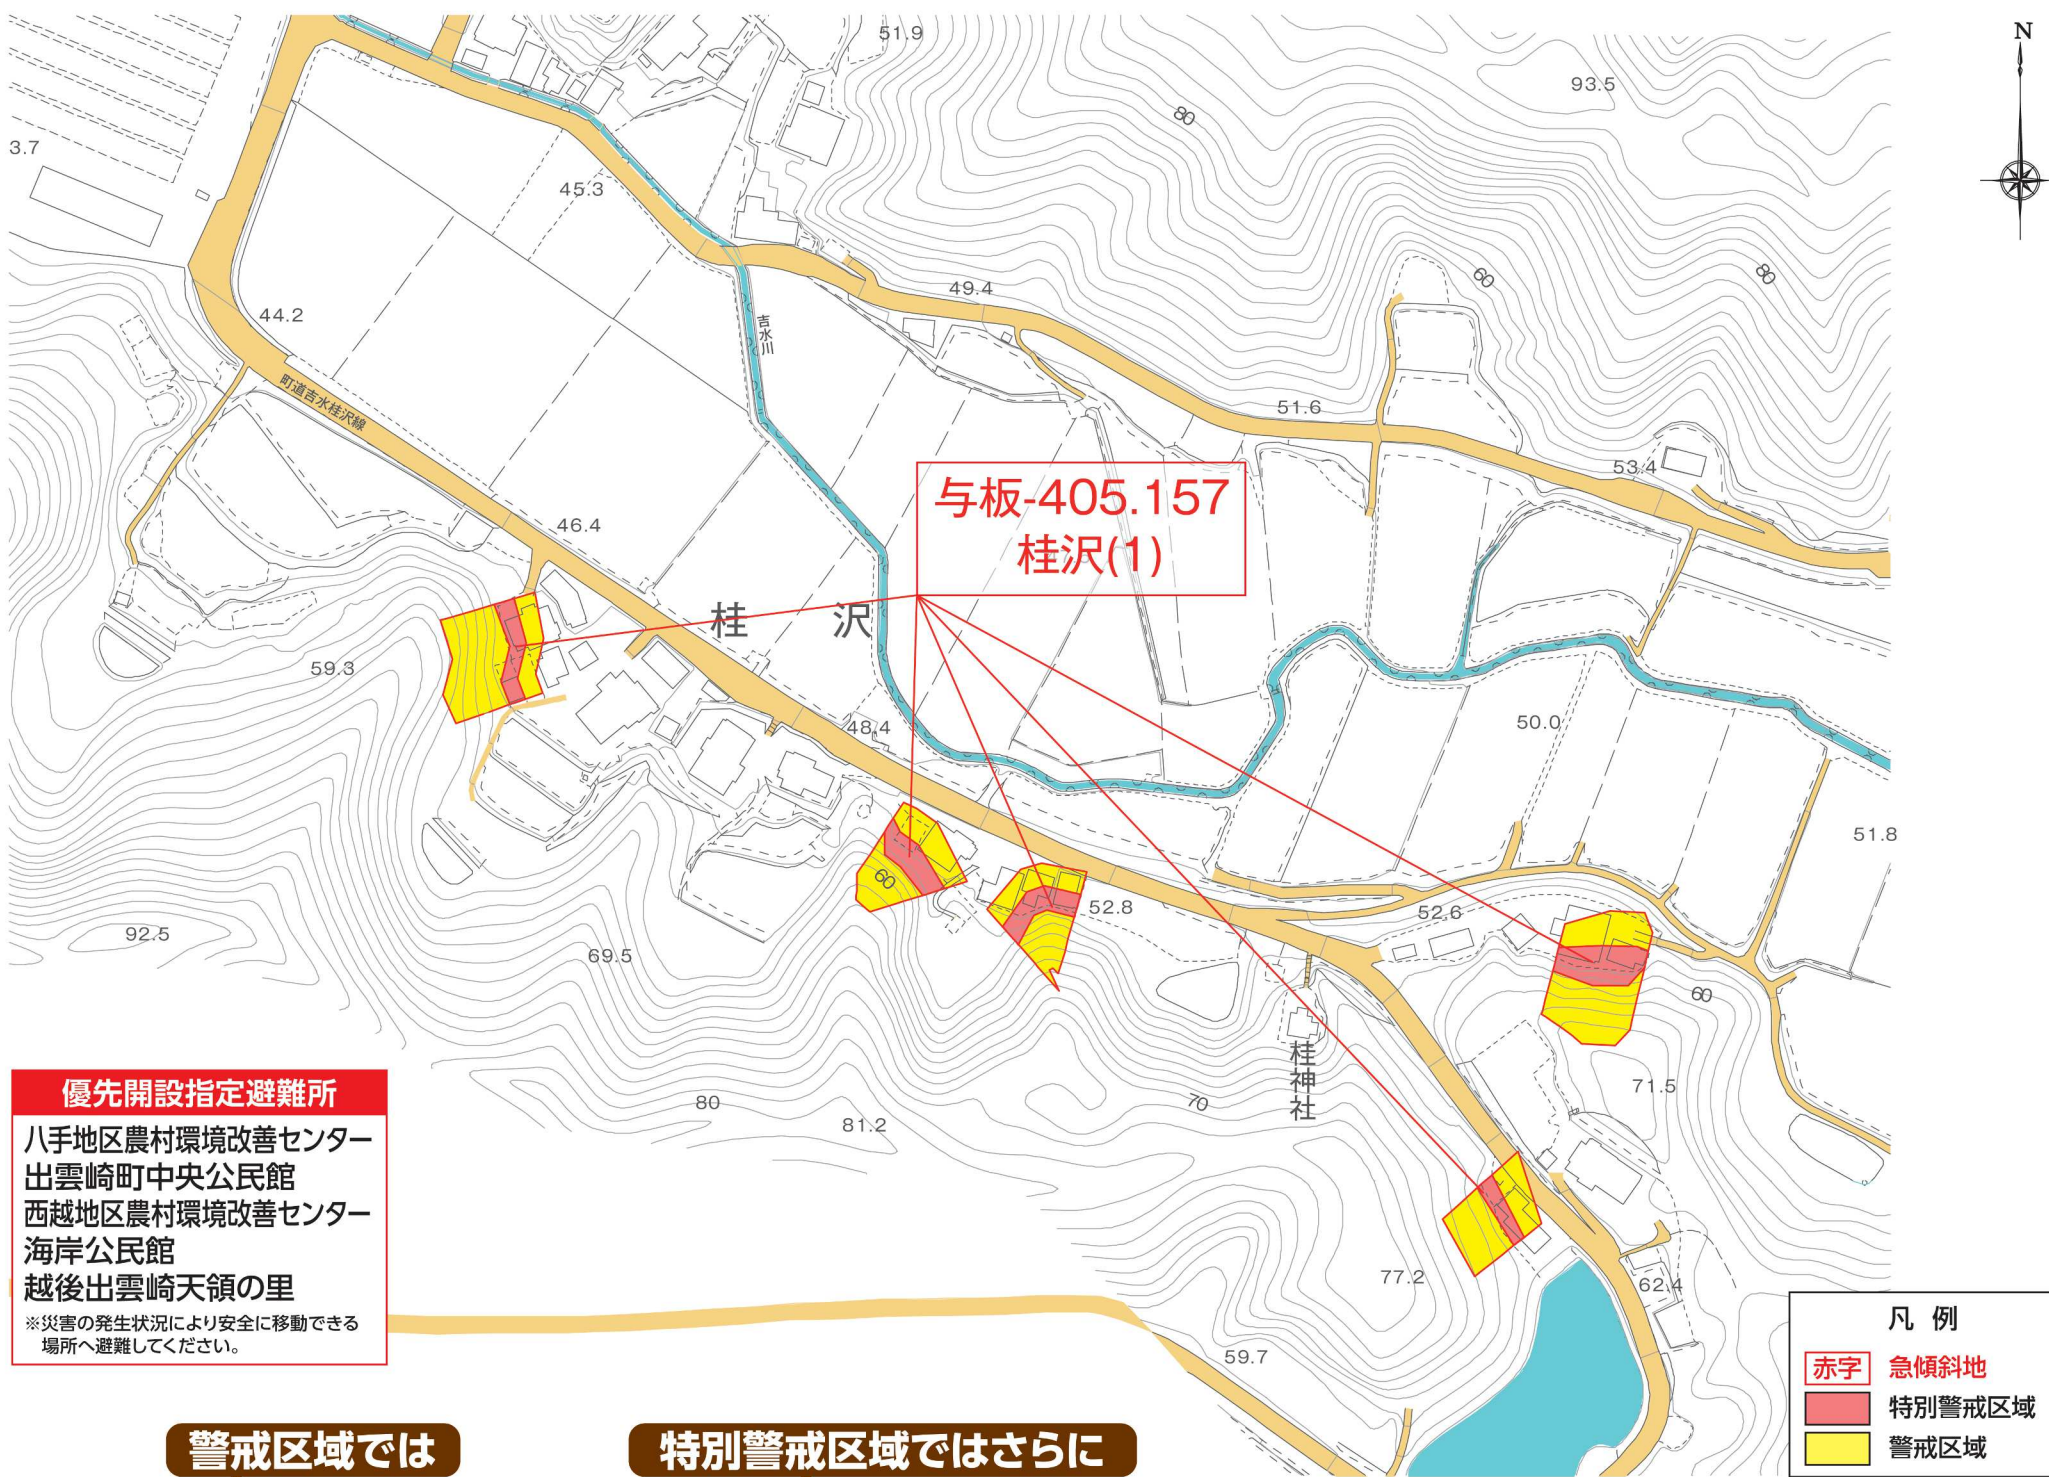 N
51.9
93.5
80
3.7
45.3
60
80
49.4
44.2
吉水川
町道吉水桂沢線
51.6
53.4
与板-405.157
桂沢(1)
46.4
桂沢
59.3
48.4
50.0
51.8
60
52.8
52.6
92.5
69.5
60
桂神社
71.5
80
81.2
70
77.2
62.4
59.7
優先開設指定避難所
八手地区農村環境改善センター
出雲崎町中央公民館
西越地区農村環境改善センター
海岸公民館
越後出雲崎天領の里
※災害の発生状況により安全に移動できる
場所へ避難してください。
凡例
赤字 急傾斜地
特別警戒区域
警戒区域
警戒区域では
特別警戒区域ではさらに